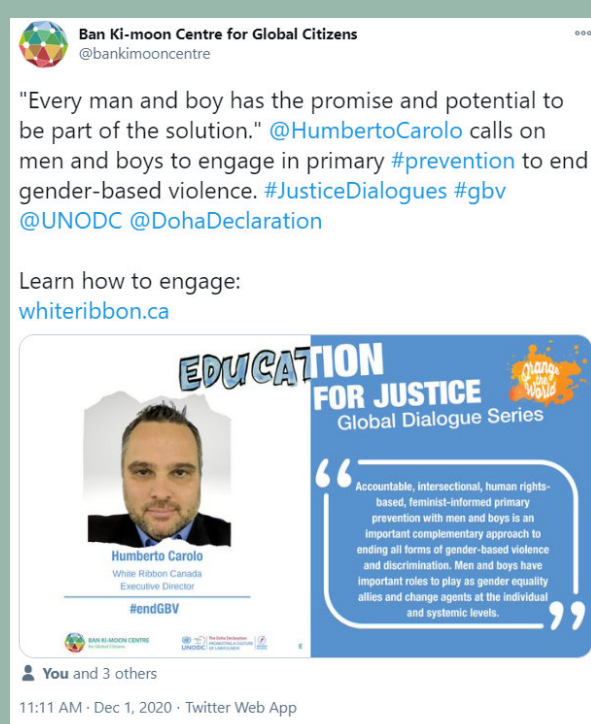 Ban Ki-moon Centre for Global Citizens
@bankimooncentre
"Every man and boy has the promise and potential to
be part of the solution." @HumbertoCarolo calls on
men and boys to engage in primary #prevention to end
gender-based violence. #JusticeDialogues #gbv
@UNODC @DohaDeclaration
Learn how to engage:
whiteribbon.ca
EDUCATION
FOR JUSTICE
Global Dialogue Series
Orange
the
World
Humberto Carolo
White Ribbon Canada
Executive Director
#endGBV
BAN KI-MOON CENTRE
for Global Citizens
UNODC
The Doha Declaration:
PROMOTING A CULTURE
OF LAWFULNESS
“
Accountable, intersectional, human rights-
based, feminist-informed primary
prevention with men and boys is an
important complementary approach to
ending all forms of gender-based violence
and discrimination. Men and boys have
important roles to play as gender equality
allies and change agents at the individual
and systemic levels.
”
You and 3 others
11:11 AM · Dec 1, 2020 · Twitter Web App